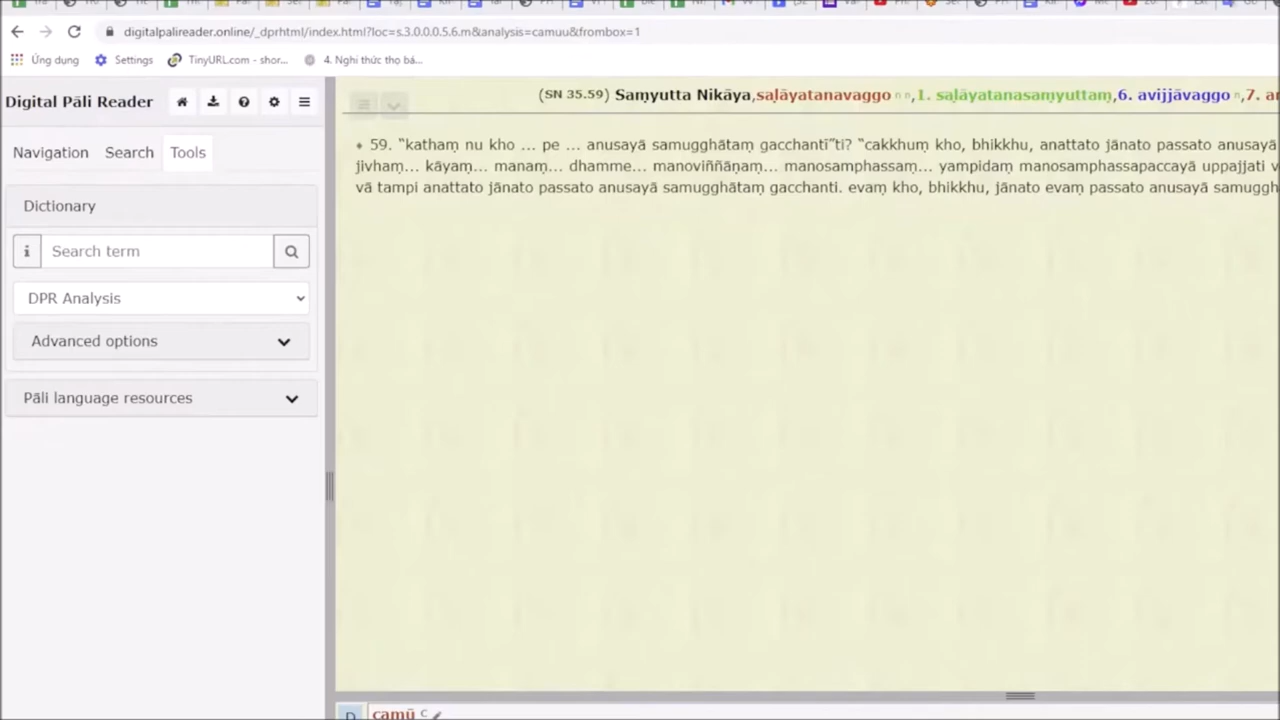 digitalpalireader.online/_dprhtml/index.html?loc=s.3.0.0.0.5.6.m&analysis=camuu&frombox=1
Ứng dụng Settings TinyURL.com - shor... 4. Nghi thức thọ bá...
Digital Pāli Reader
(SN 35.59) Saṃyutta Nikāya,saḷāyatanavaggo n n,1. saḷāyatanasaṃyuttaṃ,6. avijjāvaggo n,7.
Navigation Search Tools
♦ 59. “kathaṃ nu kho ... pe ... anusayā samugghātaṃ gacchantī”ti? “cakkhuṃ kho, bhikkhu, anattato jānato passato anusayā
jivhaṃ... kāyaṃ... manaṃ... dhamme... manoviññāṇaṃ... manosamphassaṃ... yampidaṃ manosamphassapaccayā uppajjati
vā tampi anattato jānato passato anusayā samugghātaṃ gacchanti. evaṃ kho, bhikkhu, jānato evaṃ passato anusayā
Dictionary
i Search term
DPR Analysis
Advanced options
Pāli language resources
D camū c